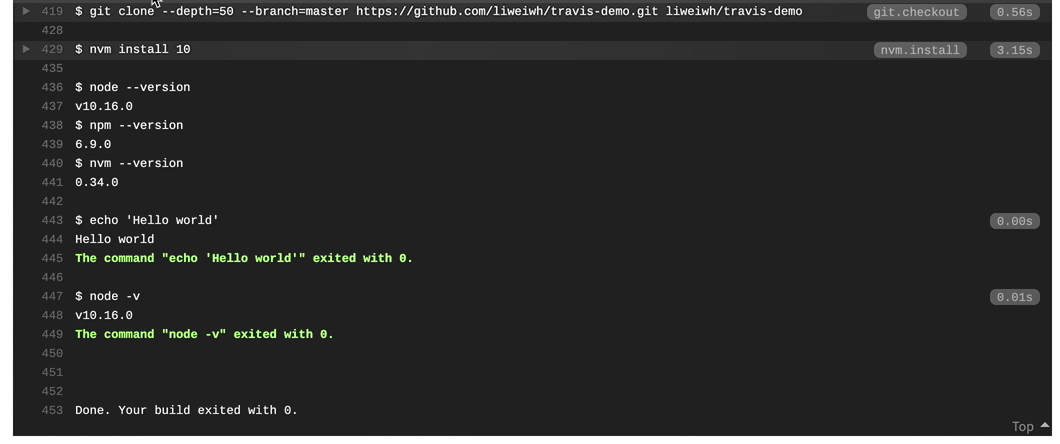 419 $ git clone --depth=50 --branch=master https://github.com/liweiwh/travis-demo.git liweiwh/travis-demo git.checkout 0.56s
428
429 $ nvm install 10 nvm.install 3.15s
435
436 $ node --version
437 v10.16.0
438 $ npm --version
439 6.9.0
440 $ nvm --version
441 0.34.0
442
443 $ echo 'Hello world' 0.00s
444 Hello world
445 The command "echo 'Hello world'" exited with 0.
446
447 $ node -v 0.01s
448 v10.16.0
449 The command "node -v" exited with 0.
450
451
452
453 Done. Your build exited with 0.
Top